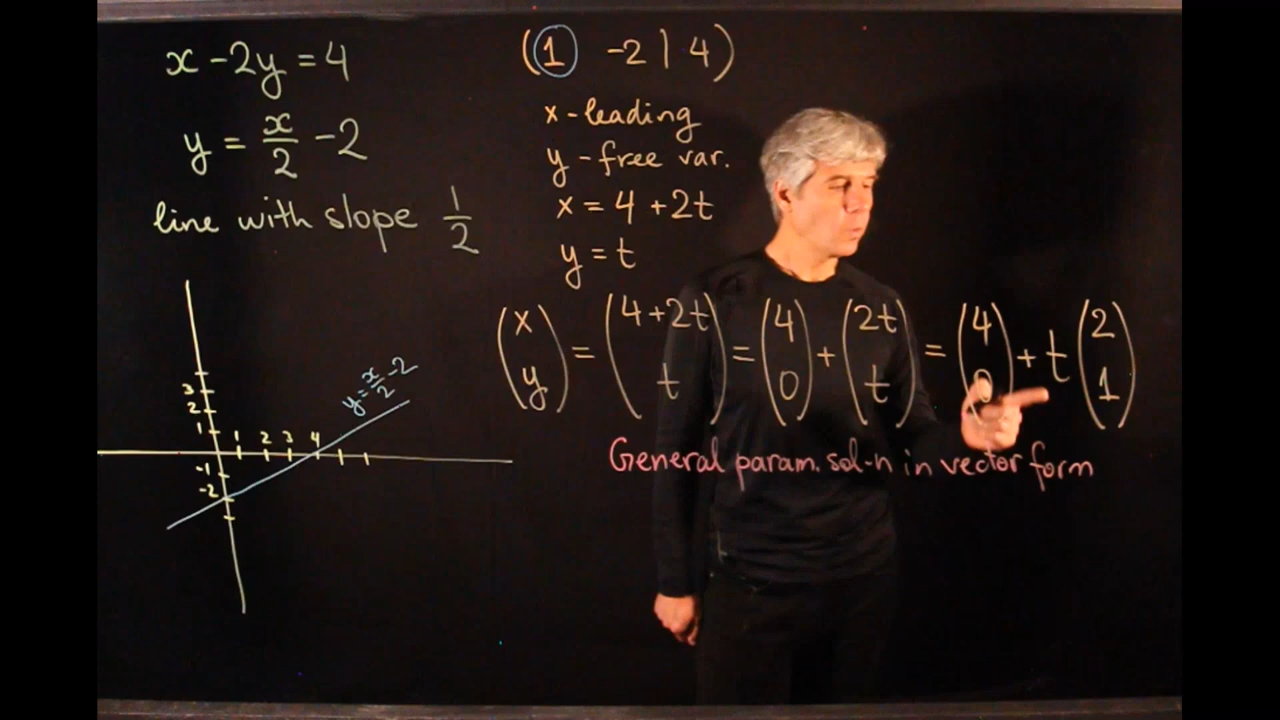 x - 2y = 4
y = x/2 - 2
line with slope 1/2
3
2
1
-1
-2
1 2 3 4
y = x/2 - 2
(1 -2 | 4)
x - leading
y - free var.
x = 4 + 2t
y = t
(x y) = (4+2t t) = (4 0) + (2t t) = (4 0) + t (2 1)
General param. sol-n in vector form